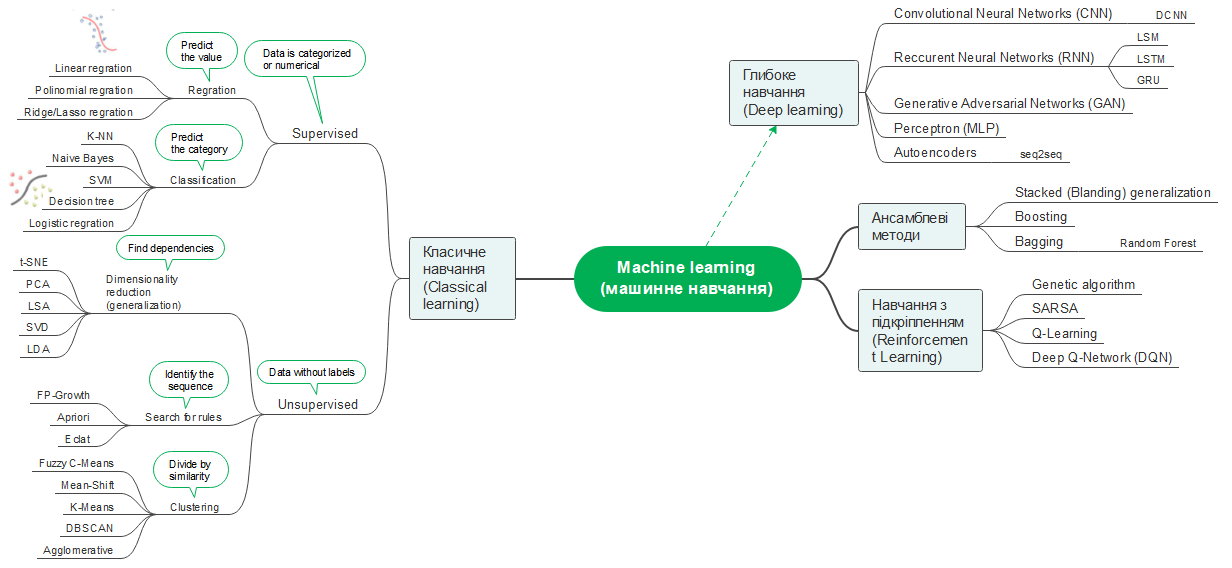 Machine learning
(машинне навчання)
Класичне
навчання
(Classical
learning)
Supervised
Data is categorized
or numerical
Regration
Predict
the value
Linear regration
Polinomial regration
Ridge/Lasso regration
Classification
Predict
the category
K-NN
Naive Bayes
SVM
Decision tree
Logistic regration
Unsupervised
Data without labels
Dimensionality
reduction
(generalization)
Find dependencies
t-SNE
PCA
LSA
SVD
LDA
Search for rules
Identify the
sequence
FP-Growth
Apriori
Eclat
Clustering
Divide by
similarity
Fuzzy C-Means
Mean-Shift
K-Means
DBSCAN
Agglomerative
Глибоке
навчання
(Deep learning)
Convolutional Neural Networks (CNN)
DCNN
Reccurent Neural Networks (RNN)
LSM
LSTM
GRU
Generative Adversarial Networks (GAN)
Perceptron (MLP)
Autoencoders
seq2seq
Ансамблеві
методи
Stacked (Blanding) generalization
Boosting
Bagging
Random Forest
Навчання з
підкріпленням
(Reinforcemen
t Learning)
Genetic algorithm
SARSA
Q-Learning
Deep Q-Network (DQN)